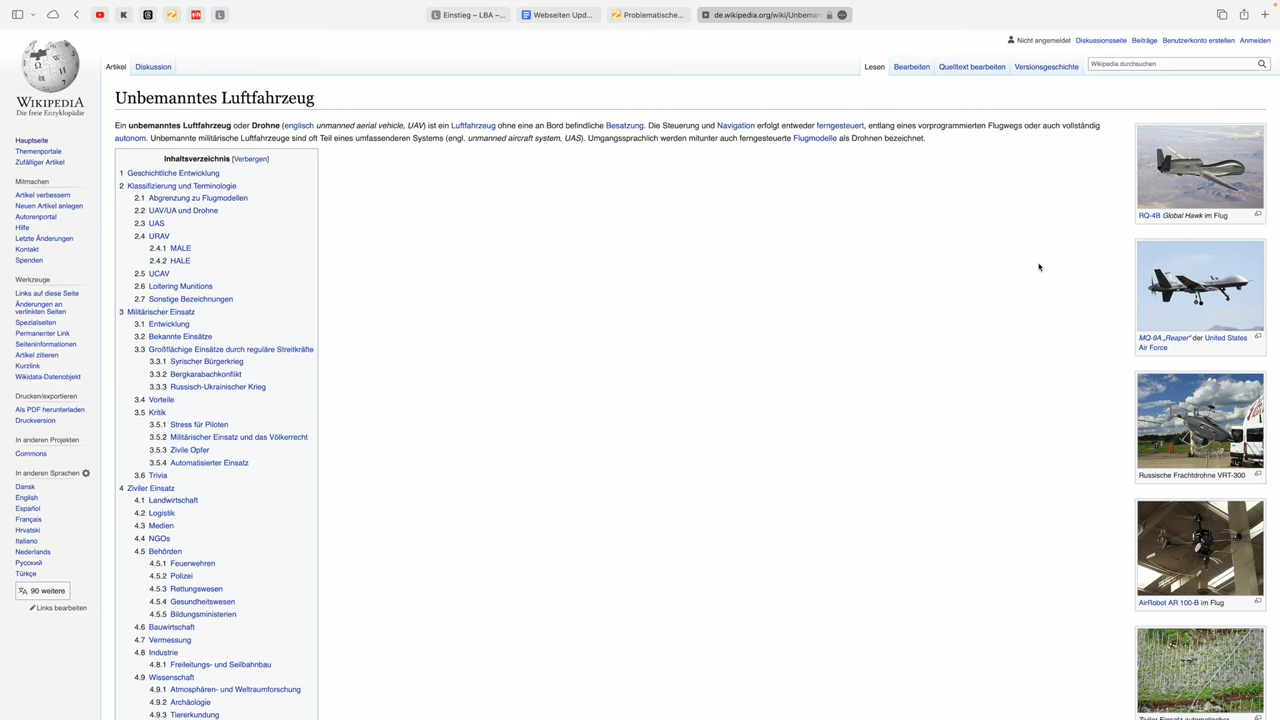 Einstieg – LBA –...
Webseiten Upd...
Problematische...
de.wikipedia.org/wiki/Unbeman
Nicht angemeldet Diskussionsseite Beiträge Benutzerkonto erstellen Anmelden
Artikel Diskussion
Lesen Bearbeiten Quelltext bearbeiten Versionsgeschichte Wikipedia durchsuchen
WIKIPEDIA
Die freie Enzyklopädie
Hauptseite
Themenportale
Zufälliger Artikel
Mitmachen
Artikel verbessern
Neuen Artikel anlegen
Autorenportal
Hilfe
Letzte Änderungen
Kontakt
Spenden
Werkzeuge
Links auf diese Seite
Änderungen an
verlinkten Seiten
Spezialseiten
Permanenter Link
Seiteninformationen
Artikel zitieren
Kurzlink
Wikidata-Datenobjekt
Drucken/exportieren
Als PDF herunterladen
Druckversion
In anderen Projekten
Commons
In anderen Sprachen
Dansk
English
Español
Français
Hrvatski
Italiano
Nederlands
Русский
Türkçe
90 weitere
Links bearbeiten
Unbemanntes Luftfahrzeug
Ein unbemanntes Luftfahrzeug oder Drohne (englisch unmanned aerial vehicle, UAV) ist ein Luftfahrzeug ohne eine an Bord befindliche Besatzung. Die Steuerung und Navigation erfolgt entweder ferngesteuert, entlang eines vorprogrammierten Flugwegs oder auch vollständig
autonom. Unbemannte militärische Luftfahrzeuge sind oft Teil eines umfassenden Systems (engl. unmanned aircraft system, UAS). Umgangssprachlich werden mitunter auch ferngesteuerte Flugmodelle als Drohnen bezeichnet.
Inhaltsverzeichnis [Verbergen]
1 Geschichtliche Entwicklung
2 Klassifizierung und Terminologie
2.1 Abgrenzung zu Flugmodellen
2.2 UAV/UA und Drohne
2.3 UAS
2.4 URAV
2.4.1 MALE
2.4.2 HALE
2.5 UCAV
2.6 Loitering Munitions
2.7 Sonstige Bezeichnungen
3 Militärischer Einsatz
3.1 Entwicklung
3.2 Bekannte Einsätze
3.3 Großflächige Einsätze durch reguläre Streitkräfte
3.3.1 Syrischer Bürgerkrieg
3.3.2 Bergkarabachkonflikt
3.3.3 Russisch-Ukrainischer Krieg
3.4 Vorteile
3.5 Kritik
3.5.1 Stress für Piloten
3.5.2 Militärischer Einsatz und das Völkerrecht
3.5.3 Zivile Opfer
3.5.4 Automatisierter Einsatz
3.6 Trivia
4 Ziviler Einsatz
4.1 Landwirtschaft
4.2 Logistik
4.3 Medien
4.4 NGOs
4.5 Behörden
4.5.1 Feuerwehren
4.5.2 Polizei
4.5.3 Rettungswesen
4.5.4 Gesundheitswesen
4.5.5 Bildungsministerien
4.6 Bauwirtschaft
4.7 Vermessung
4.8 Industrie
4.8.1 Freileitungs- und Seilbahnbau
4.9 Wissenschaft
4.9.1 Atmosphären- und Weltraumforschung
4.9.2 Archäologie
4.9.3 Tiererkundung
RQ-4B Global Hawk im Flug
MQ-9A „Reaper" der United States
Air Force
Russische Frachtdrohne VRT-300
AirRobot AR 100-B im Flug
Ziviler Einsatz automatischer